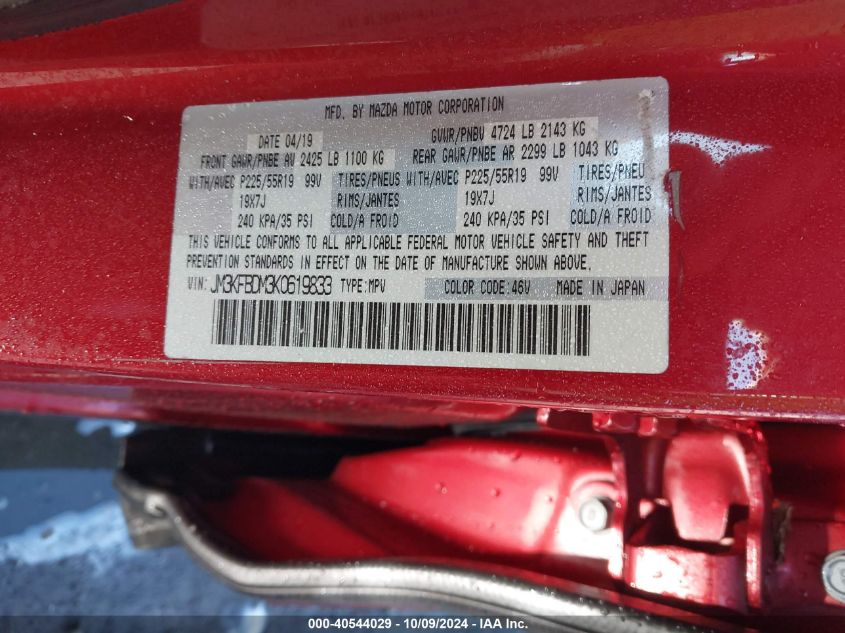 MFD. BY MAZDA MOTOR CORPORATION
DATE 04/19 GVWR/PNBV 4724 LB 2143 KG
FRONT GAWR/PNBE AV 2425 LB 1100 KG REAR GAWR/PNBE AR 2299 LB 1043 KG
WITH/AVEC P225/55R19 99V TIRES/PNEUS WITH/AVEC P225/55R19 99V TIRES/PNEU
19X7J RIMS/JANTES 19X7J RIMS/JANTES
240 KPA/35 PSI COLD/A FROID 240 KPA/35 PSI COLD/A FROID
THIS VEHICLE CONFORMS TO ALL APPLICABLE FEDERAL MOTOR VEHICLE SAFETY AND THEFT
PREVENTION STANDARDS IN EFFECT ON THE DATE OF MANUFACTURE SHOWN ABOVE.
VIN: JM3KFBDM3K0619833 TYPE:MPV COLOR CODE:46V MADE IN JAPAN
000-40544029 - 10/09/2024 - IAA Inc.